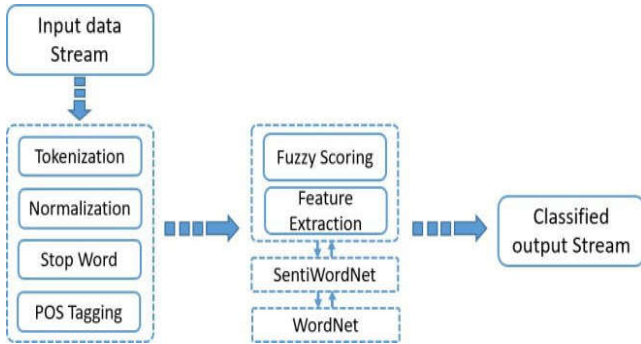 Input data
Stream
Tokenization
Normalization
Stop Word
POS Tagging
Fuzzy Scoring
Feature
Extraction
SentiWordNet
WordNet
Classified
output Stream